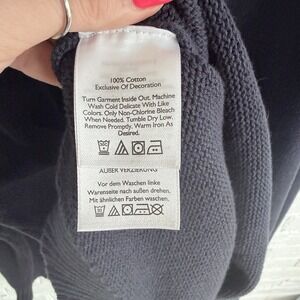 100% Cotton
Exclusive Of Decoration
Turn Garment Inside Out. Machine
Wash Cold Delicate With Like
Colors. Only Non-Chlorine Bleach
When Needed. Tumble Dry Low.
Remove Promptly. Warm Iron As
Desired.
AUßER VERZIERUNG
Vor dem Waschen linke
Warenseite nach außen drehen.
Mit ähnlichen Farben waschen.